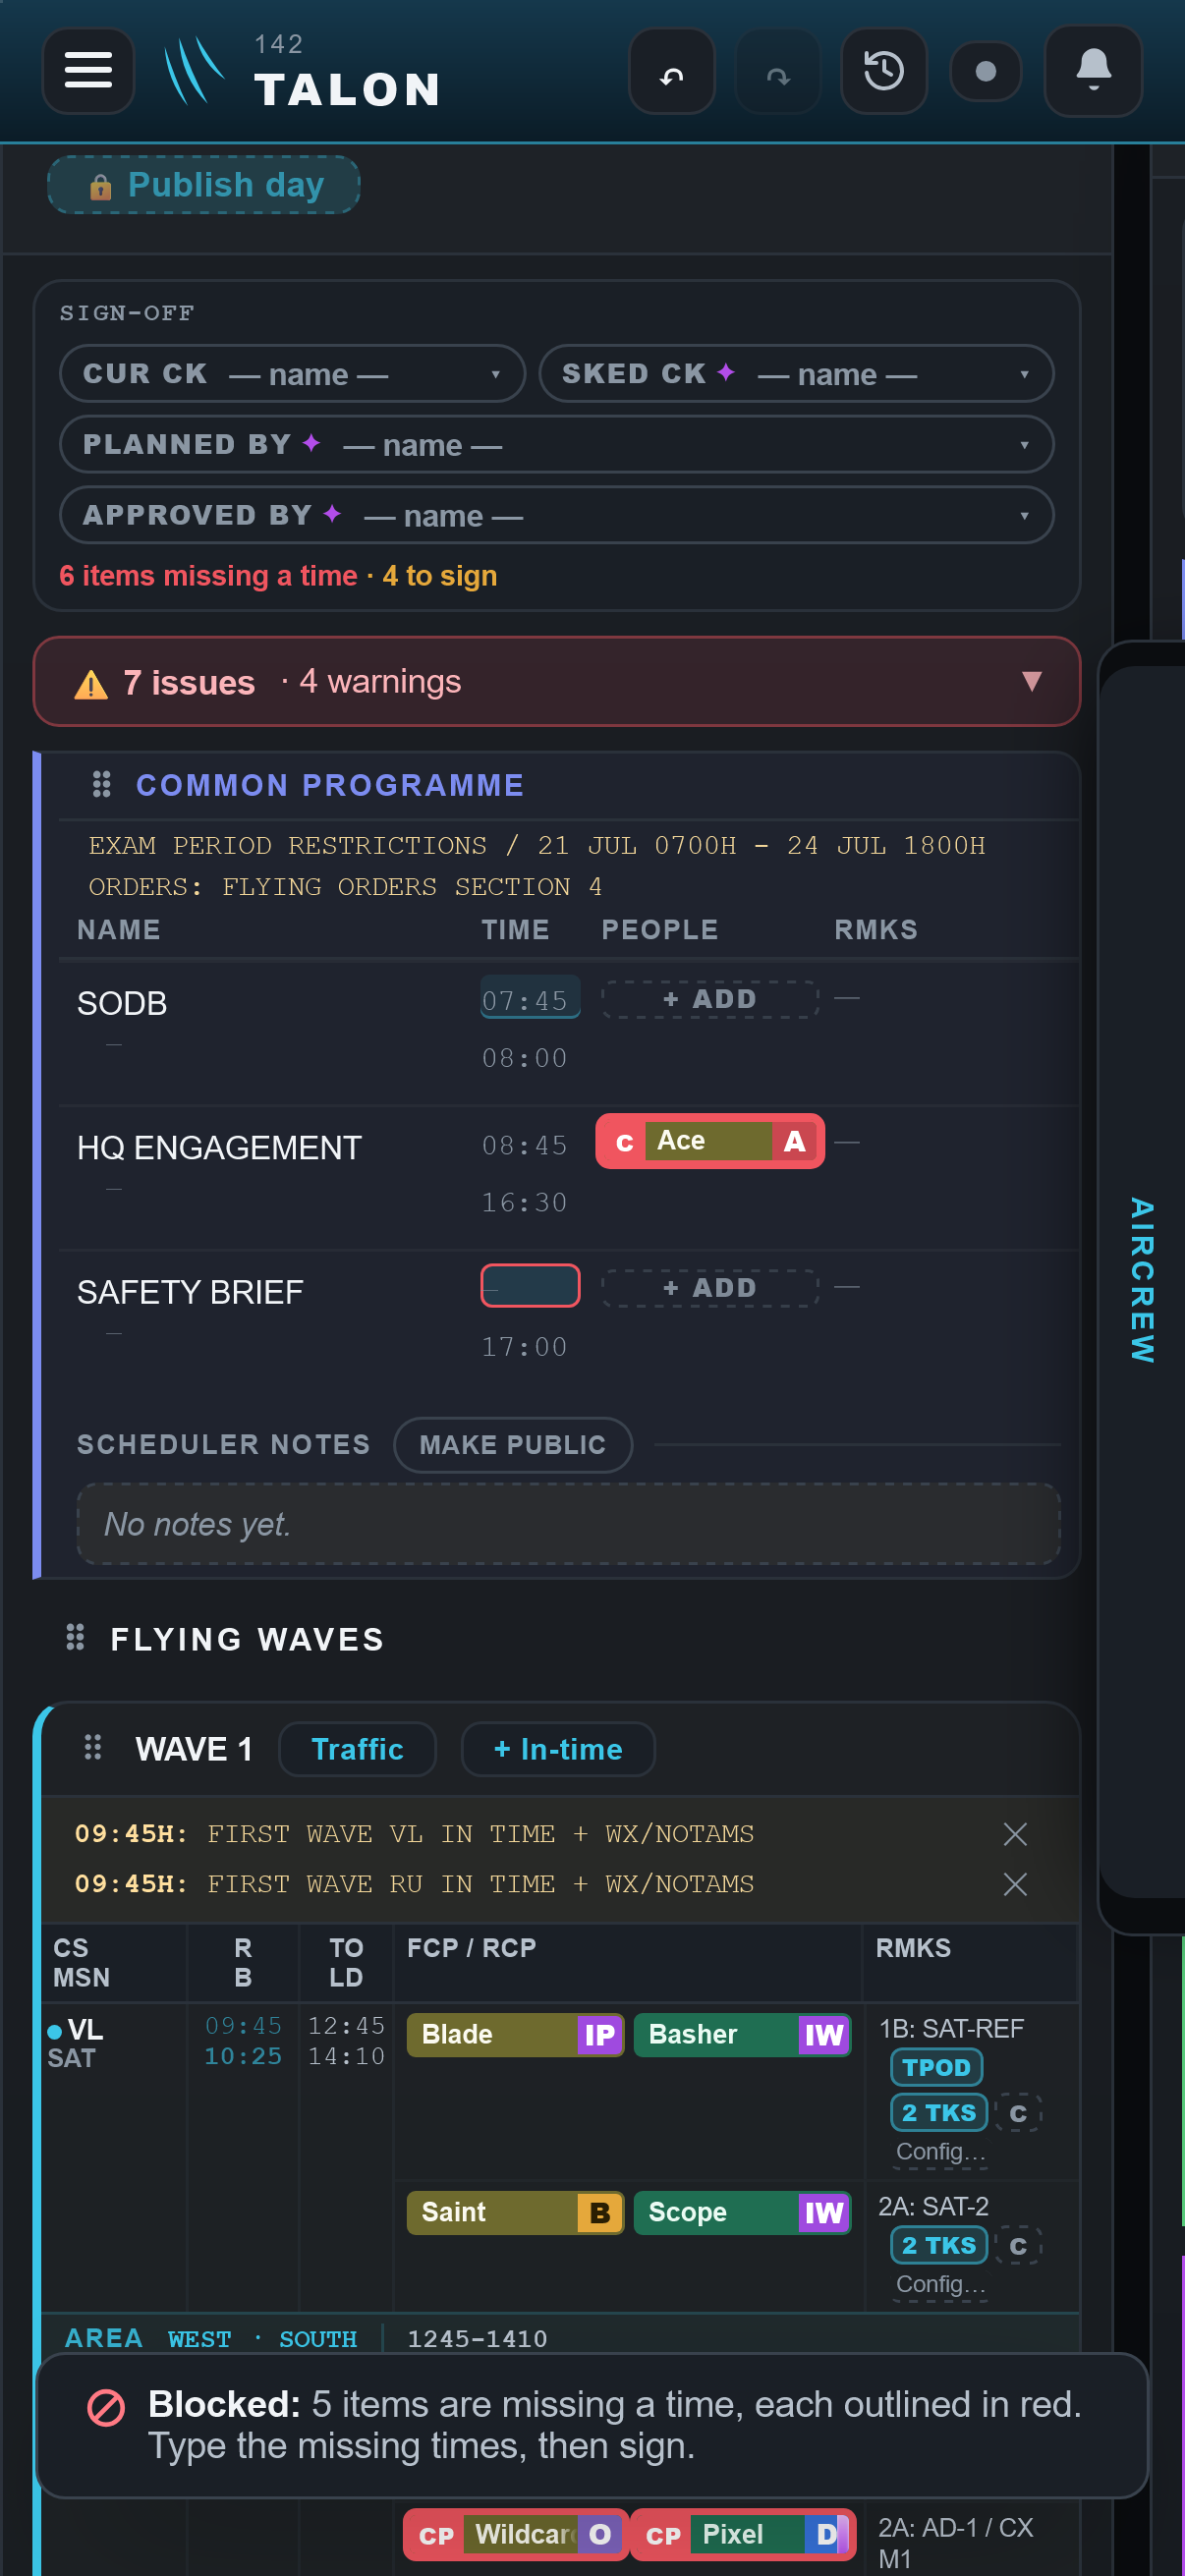 142
TALON
Publish day
SIGN-OFF
CUR CK — name —
SKED CK — name —
PLANNED BY — name —
APPROVED BY — name —
6 items missing a time · 4 to sign
7 issues · 4 warnings
COMMON PROGRAMME
EXAM PERIOD RESTRICTIONS / 21 JUL 0700H - 24 JUL 1800H
ORDERS: FLYING ORDERS SECTION 4
NAME TIME PEOPLE RMKS
SODB 07:45 + ADD —
— 08:00
HQ ENGAGEMENT 08:45 C Ace A —
— 16:30
SAFETY BRIEF — + ADD —
— 17:00
SCHEDULER NOTES MAKE PUBLIC
No notes yet.
AIRCREW
FLYING WAVES
WAVE 1 Traffic + In-time
09:45H: FIRST WAVE VL IN TIME + WX/NOTAMS
09:45H: FIRST WAVE RU IN TIME + WX/NOTAMS
CS R TO FCP / RCP RMKS
MSN B LD
VL 09:45 12:45 Blade IP Basher IW 1B: SAT-REF
SAT 10:25 14:10
TPOD
2 TKS C
Config...
Saint B Scope IW 2A: SAT-2
2 TKS C
Config...
AREA WEST · SOUTH 1245-1410
Blocked: 5 items are missing a time, each outlined in red.
Type the missing times, then sign.
CP Wildcar O CP Pixel D 2A: AD-1 / CX
M1